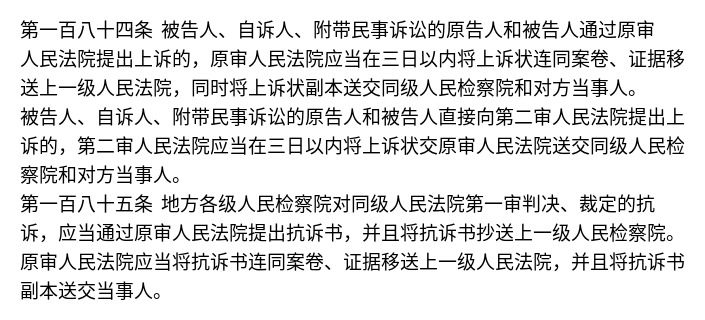 第一百八十四条 被告人、自诉人、附带民事诉讼的原告人和被告人通过原审
人民法院提出上诉的，原审人民法院应当在三日以内将上诉状连同案卷、证据移
送上一级人民法院，同时将上诉状副本送交同级人民检察院和对方当事人。
被告人、自诉人、附带民事诉讼的原告人和被告人直接向第二审人民法院提出上
诉的，第二审人民法院应当在三日以内将上诉状交原审人民法院送交同级人民检
察院和对方当事人。
第一百八十五条 地方各级人民检察院对同级人民法院第一审判决、裁定的抗
诉，应当通过原审人民法院提出抗诉书，并且将抗诉书抄送上一级人民检察院。
原审人民法院应当将抗诉书连同案卷、证据移送上一级人民法院，并且将抗诉书
副本送交当事人。